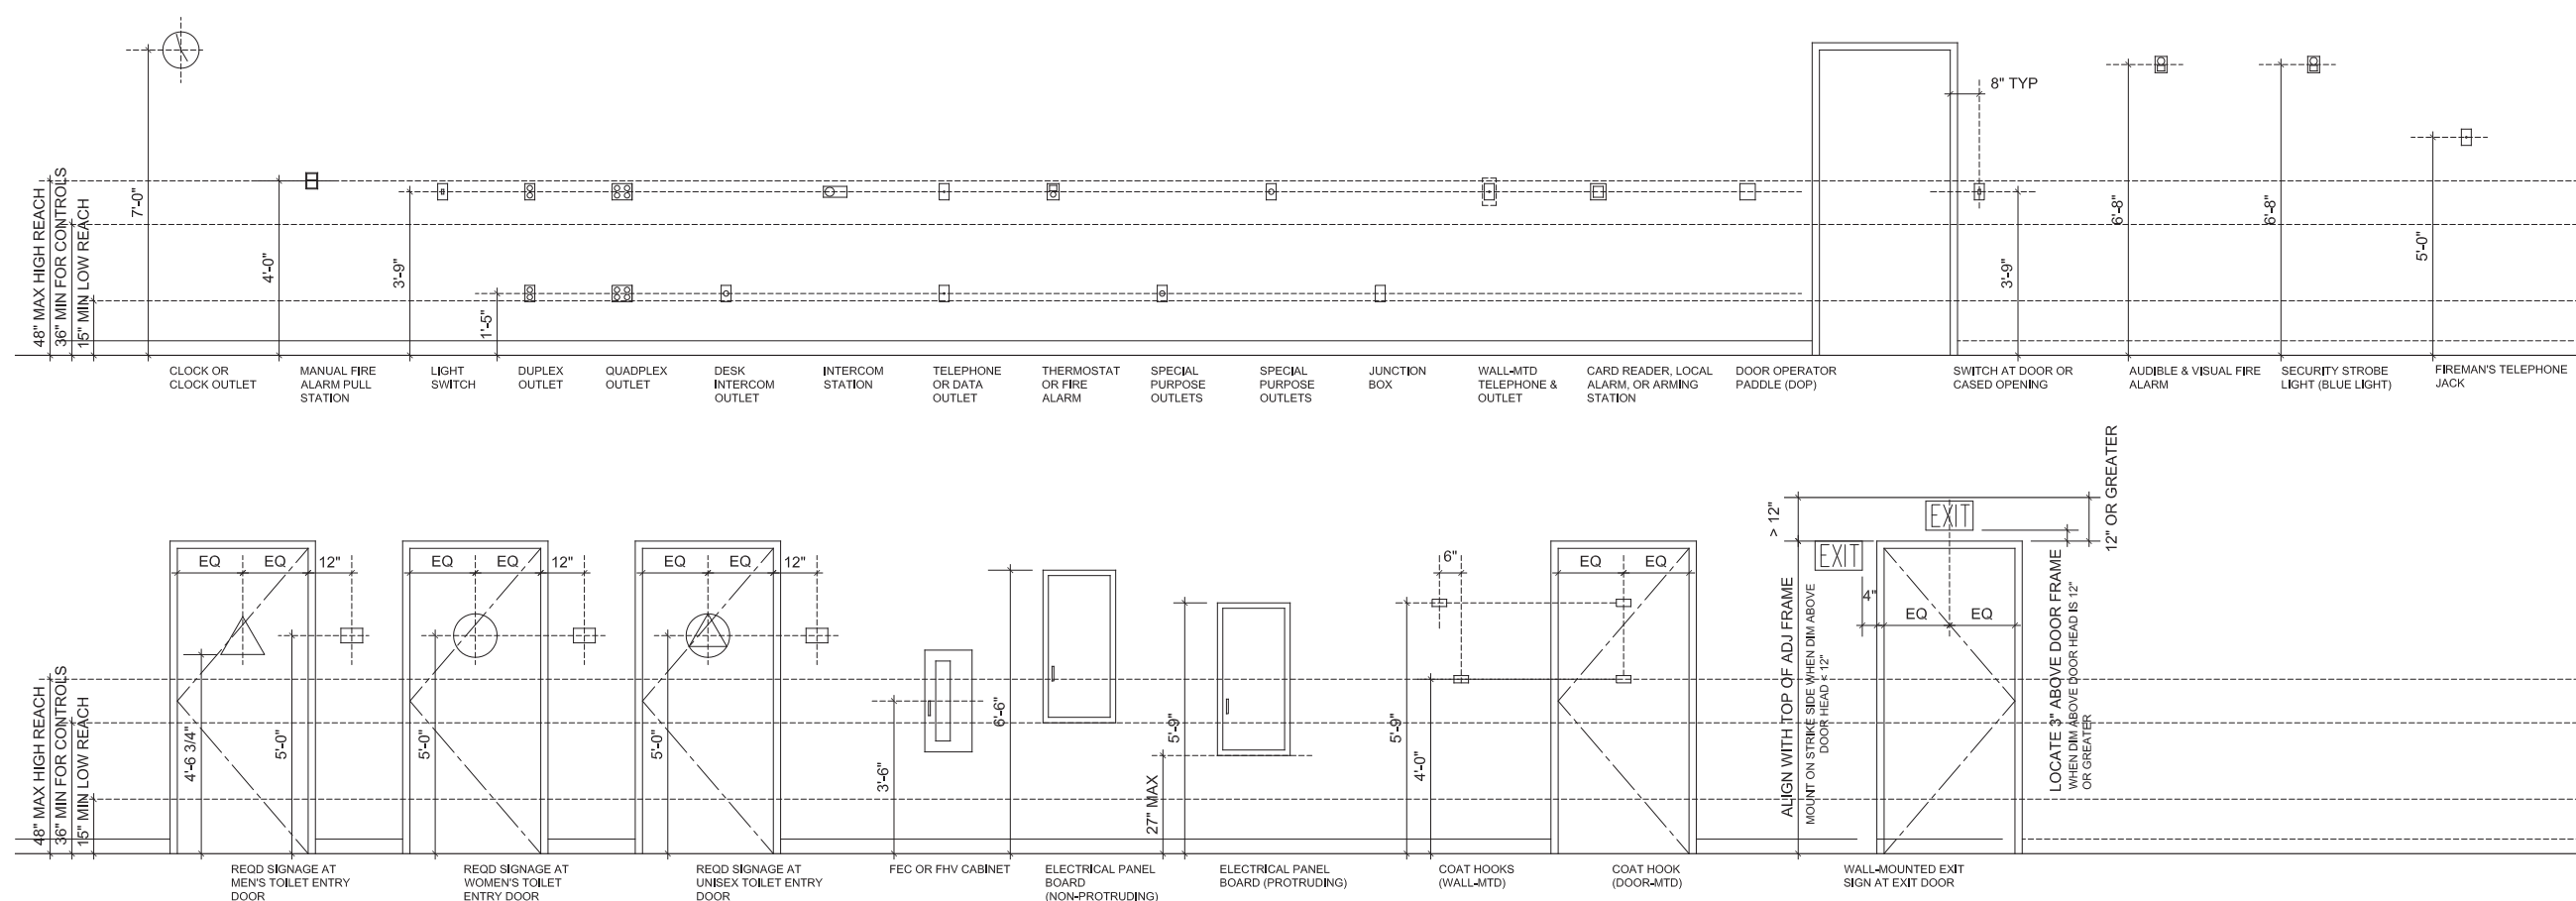 8" TYP
48" MAX HIGH REACH
36" MIN FOR CONTROLS
15" MIN LOW REACH
7'-0"
4'-0"
3'-9"
1'-5"
3'-9"
6'-8"
6'-8"
5'-0"
CLOCK OR
CLOCK OUTLET
MANUAL FIRE
ALARM PULL
STATION
LIGHT
SWITCH
DUPLEX
OUTLET
QUADPLEX
OUTLET
DESK
INTERCOM
OUTLET
INTERCOM
STATION
TELEPHONE
OR DATA
OUTLET
THERMOSTAT
OR FIRE
ALARM
SPECIAL
PURPOSE
OUTLETS
SPECIAL
PURPOSE
OUTLETS
JUNCTION
BOX
WALL-MTD
TELEPHONE &
OUTLET
CARD READER, LOCAL
ALARM, OR ARMING
STATION
DOOR OPERATOR
PADDLE (DOP)
SWITCH AT DOOR OR
CASED OPENING
AUDIBLE & VISUAL FIRE
ALARM
SECURITY STROBE
LIGHT (BLUE LIGHT)
FIREMAN'S TELEPHONE
JACK
48" MAX HIGH REACH
36" MIN FOR CONTROLS
15" MIN LOW REACH
EQ
EQ
12"
4'-6 3/4"
5'-0"
EQ
EQ
12"
5'-0"
EQ
EQ
12"
5'-0"
3'-6"
6'-6"
27" MAX
5'-9"
6"
5'-9"
4'-0"
EQ
EQ
> 12"
EXIT
EXIT
4"
EQ
EQ
12" OR GREATER
ALIGN WITH TOP OF ADJ FRAME
MOUNT ON STRIKE SIDE WHEN DIM ABOVE
DOOR HEAD < 12"
LOCATE 3" ABOVE DOOR FRAME
WHEN DIM ABOVE DOOR HEAD IS 12"
OR GREATER
REQD SIGNAGE AT
MEN'S TOILET ENTRY
DOOR
REQD SIGNAGE AT
WOMEN'S TOILET
ENTRY DOOR
REQD SIGNAGE AT
UNISEX TOILET ENTRY
DOOR
FEC OR FHV CABINET
ELECTRICAL PANEL
BOARD
(NON-PROTRUDING)
ELECTRICAL PANEL
BOARD (PROTRUDING)
COAT HOOKS
(WALL-MTD)
COAT HOOK
(DOOR-MTD)
WALL-MOUNTED EXIT
SIGN AT EXIT DOOR